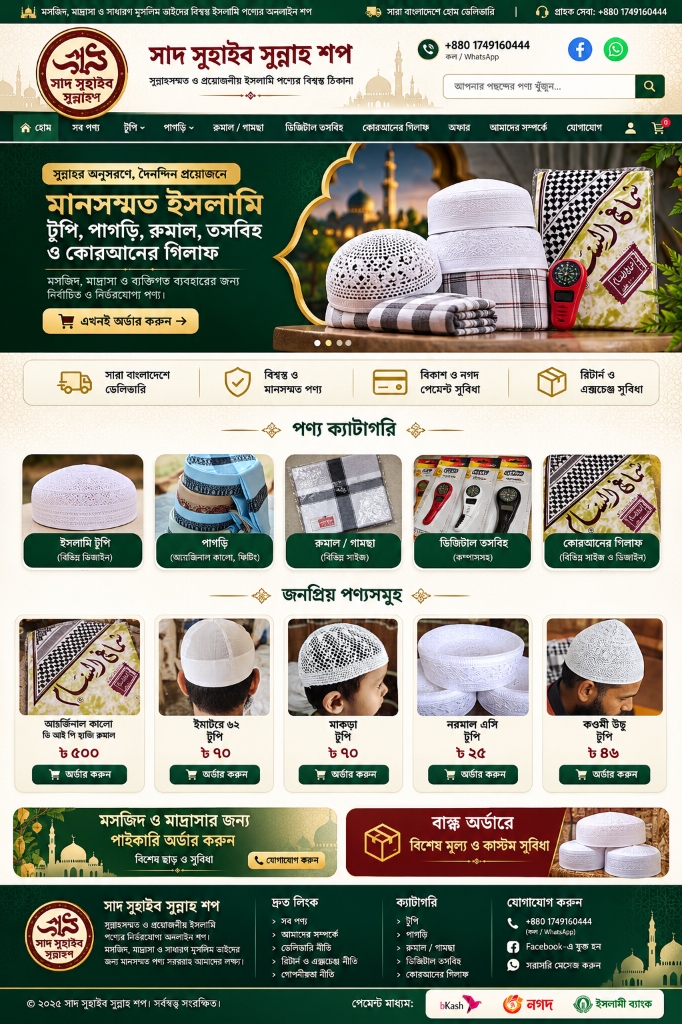 মসজিদ, মাদ্রাসা ও সাধারণ মুসলিম ভাইদের বিশ্বস্ত ইসলামি পণ্যের অনলাইন শপ
সারা বাংলাদেশে হোম ডেলিভারি
গ্রাহক সেবা: +880 1749160444
সাদ সুহাইব
সুন্নাহশপ
সাদ সুহাইব সুন্নাহ শপ
সুন্নাহসম্মত ও প্রয়োজনীয় ইসলামি পণ্যের বিশ্বস্ত ঠিকানা
+880 1749160444
কল / WhatsApp
আপনার পছন্দের পণ্য খুঁজুন...
হোম
সব পণ্য
টুপি
পাগড়ি
রুমাল / গামছা
ডিজিটাল তসবিহ
কোরআনের গিলাফ
অফার
আমাদের সম্পর্কে
যোগাযোগ
0
সুন্নাহর অনুসরণে, দৈনন্দিন প্রয়োজনে
মানসম্মত ইসলামি
টুপি, পাগড়ি, রুমাল, তসবিহ
ও কোরআনের গিলাফ
মসজিদ, মাদ্রাসা ও ব্যক্তিগত ব্যবহারের জন্য
নির্বাচিত ও নির্ভরযোগ্য পণ্য।
এখনই অর্ডার করুন →
সারা বাংলাদেশে
ডেলিভারি
বিশ্বস্ত ও
মানসম্মত পণ্য
বিকাশ ও নগদ
পেমেন্ট সুবিধা
রিটার্ন ও
এক্সচেঞ্জ সুবিধা
পণ্য ক্যাটাগরি
ইসলামি টুপি
(বিভিন্ন ডিজাইন)
পাগড়ি
কালো, ফিটিং)
রুমাল / গামছা
(বিভিন্ন সাইজ)
ডিজিটাল তসবিহ
(কম্পাসসহ)
কোরআনের গিলাফ
(বিভিন্ন সাইজ ও ডিজাইন)
জনপ্রিয় পণ্যসমুহ
কালো
ডি আই পি হাজি রুমাল
৳ ৫০০
অর্ডার করুন
ইমাটরে ৬২
টুপি
৳ ৭০
অর্ডার করুন
মাকড়া
টুপি
৳ ৭০
অর্ডার করুন
নরমাল এসি
টুপি
৳ ২৫
অর্ডার করুন
কওমী উচু
টুপি
৳ ৪৬
অর্ডার করুন
মসজিদ ও মাদ্রাসার জন্য
পাইকারি অর্ডার করুন
বিশেষ ছাড় ও সুবিধা
যোগাযোগ করুন
বাল্ক অর্ডারে
বিশেষ মূল্য ও কাস্টম সুবিধা
সাদ সুহাইব
সুন্নাহশপ
সাদ সুহাইব সুন্নাহ শপ
সুন্নাহসম্মত ও প্রয়োজনীয় ইসলামি
পণ্যের নির্ভরযোগ্য অনলাইন শপ।
মসজিদ, মাদ্রাসা ও সাধারণ মুসলিম ভাইদের
জন্য মানসম্মত পণ্য সরবরাহ আমাদের লক্ষ্য।
দ্রুত লিংক
› সব পণ্য
› আমাদের সম্পর্কে
› ডেলিভারি নীতি
› রিটার্ন ও এক্সচেঞ্জ নীতি
› গোপনীয়তা নীতি
ক্যাটাগরি
› টুপি
› পাগড়ি
› রুমাল / গামছা
› ডিজিটাল তসবিহ
› কোরআনের গিলাফ
যোগাযোগ করুন
+880 1749160444
(কল / WhatsApp)
Facebook-এ যুক্ত হন
সরাসরি মেসেজ করুন
© ২০২৫ সাদ সুহাইব সুন্নাহ শপ। সর্বস্বত্ব সংরক্ষিত।
পেমেন্ট মাধ্যম:
bKash
নগদ
ইসলামী ব্যাংক